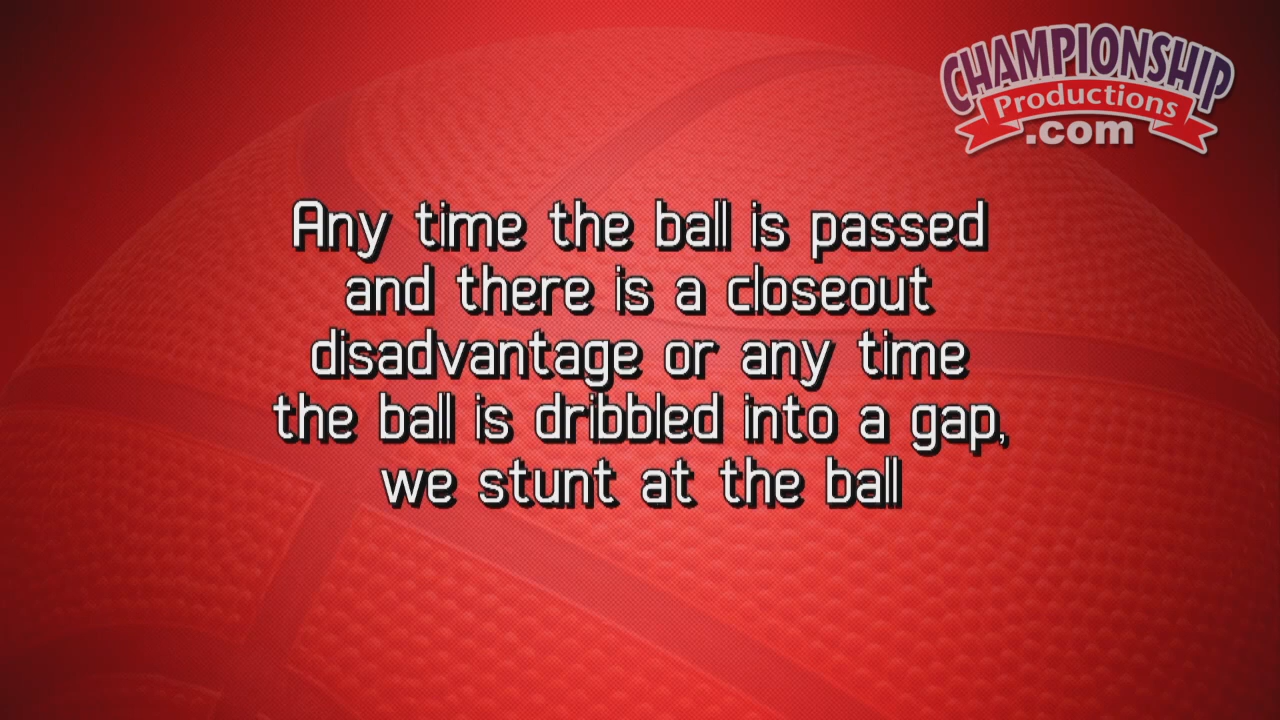 CHAMPIONSHIP
Productions
.com
Any time the ball is passed
and there is a closeout
disadvantage or any time
the ball is dribbled into a gap,
we stunt at the ball